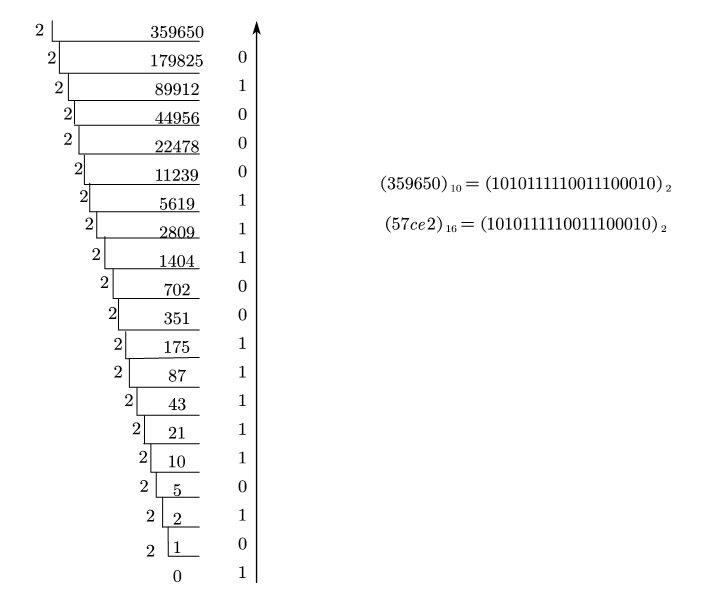 2 359650
2 179825 0
2 89912 1
2 44956 0
2 22478 0
2 11239 0
2 5619 1
2 2809 1
2 1404 1
2 702 0
2 351 0
2 175 1
2 87 1
2 43 1
2 21 1
2 10 1
2 5 0
2 2 1
2 1 0
0 1
(359650)₁₀ = (1010111110011100010)₂
(57ce2)₁₆ = (1010111110011100010)₂